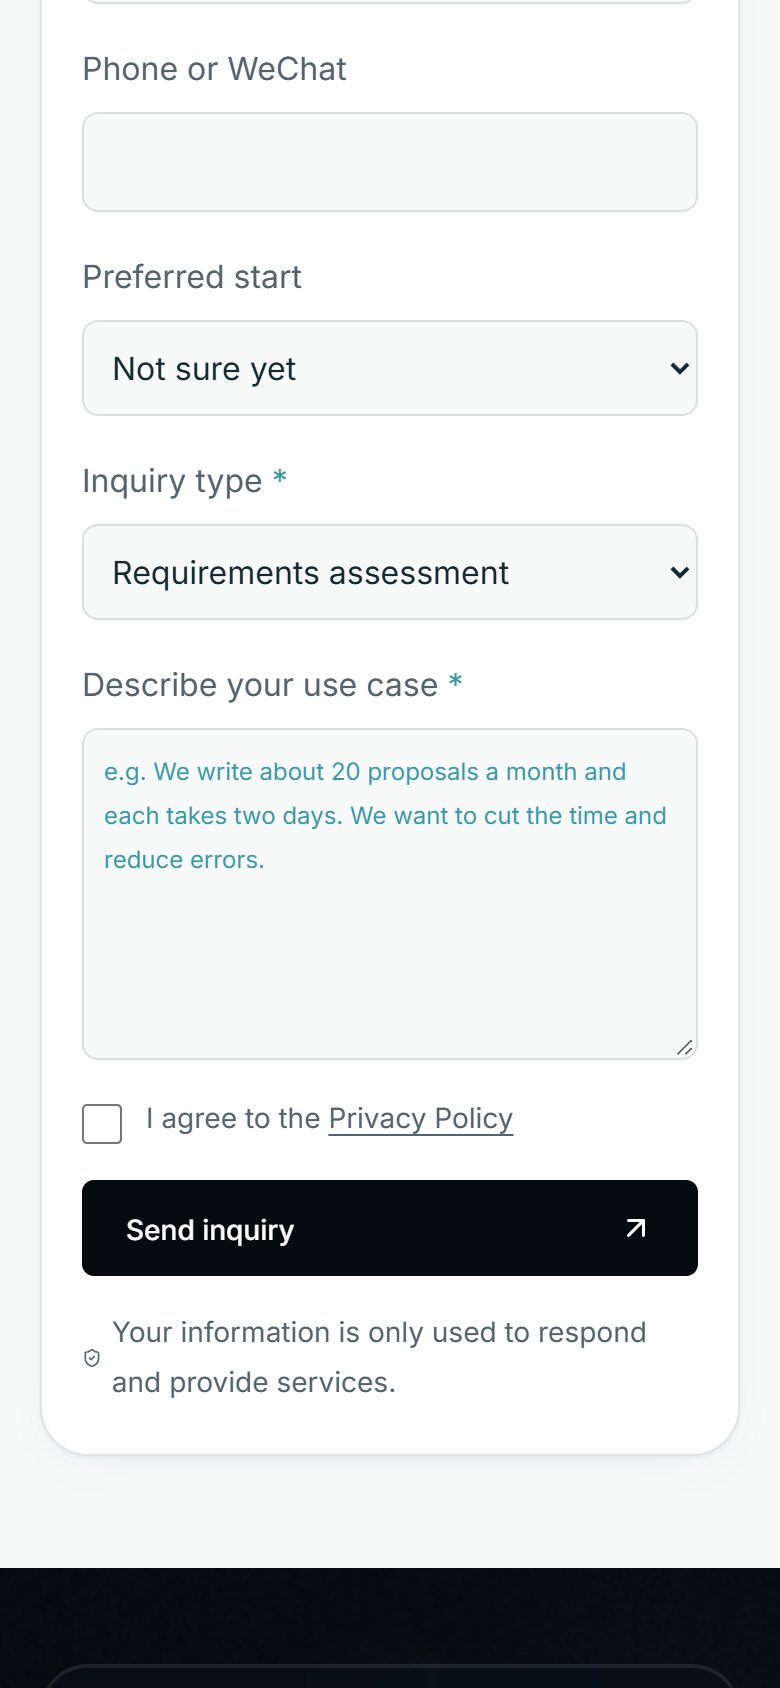 Phone or WeChat
Preferred start
Not sure yet
Inquiry type *
Requirements assessment
Describe your use case *
e.g. We write about 20 proposals a month and
each takes two days. We want to cut the time and
reduce errors.
I agree to the Privacy Policy
Send inquiry
Your information is only used to respond
and provide services.